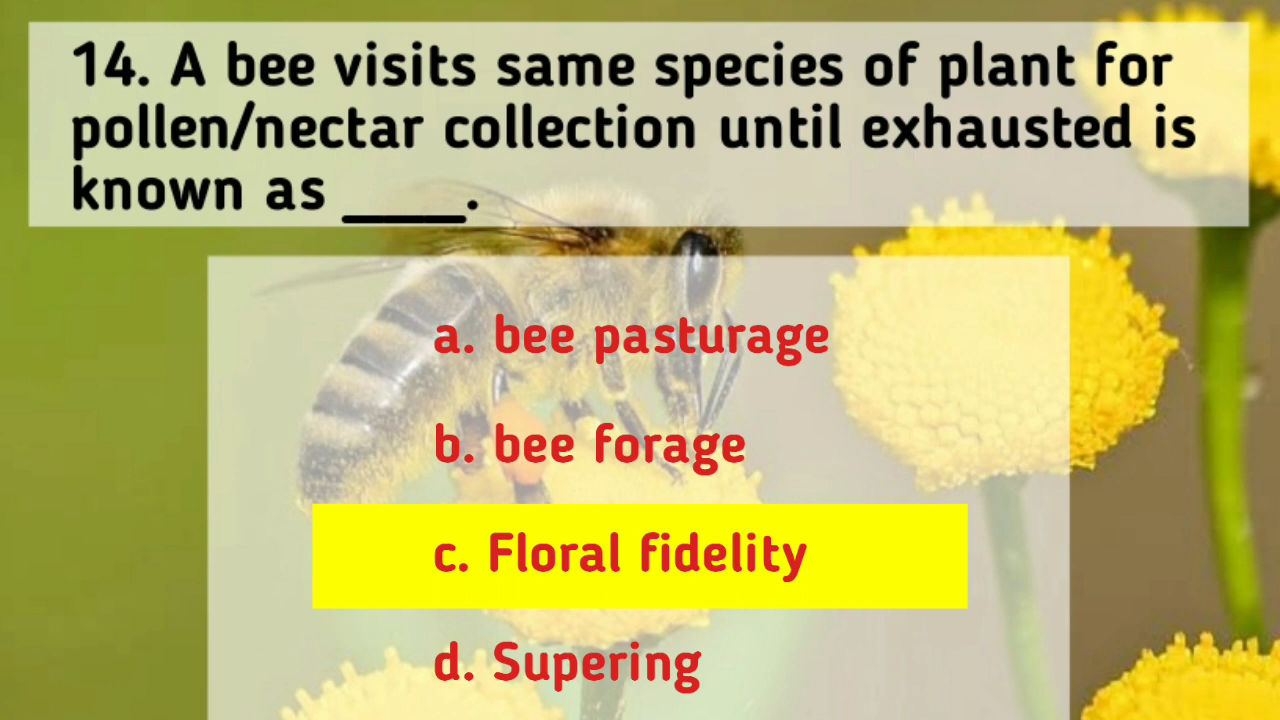 14. A bee visits same species of plant for
pollen/nectar collection until exhausted is
known as ____.
a. bee pasturage
b. bee forage
c. Floral fidelity
d. Supering